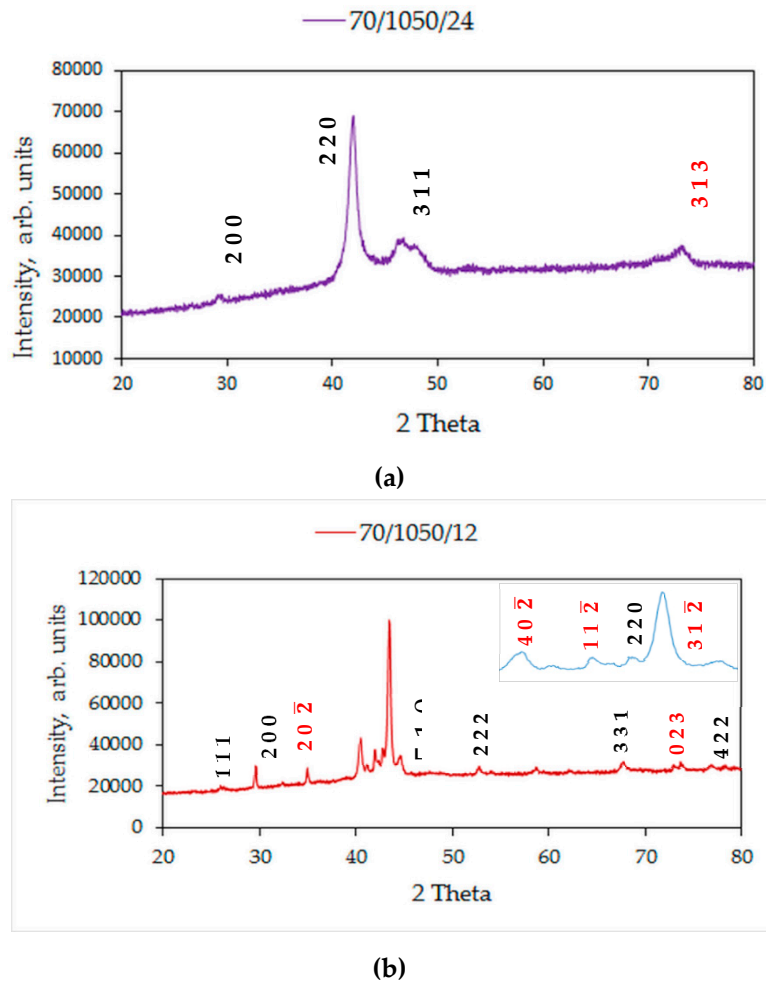 70/1050/24
80000
70000
60000
50000
40000
30000
20000
10000
Intensity, arb. units
2 0 0
2 2 0
3 1 1
3 1 3
20 30 40 50 60 70 80
2 Theta
(a)
70/1050/12
120000
100000
80000
60000
40000
20000
0
Intensity, arb. units
4 0 2̅
1 1 2̅
2 2 0
3 1 2̅
1 1 1
2 0 0
2 0 2̅
2 2 2
3 3 1
0 2 3
4 2 2
20 30 40 50 60 70 80
2 Theta
(b)